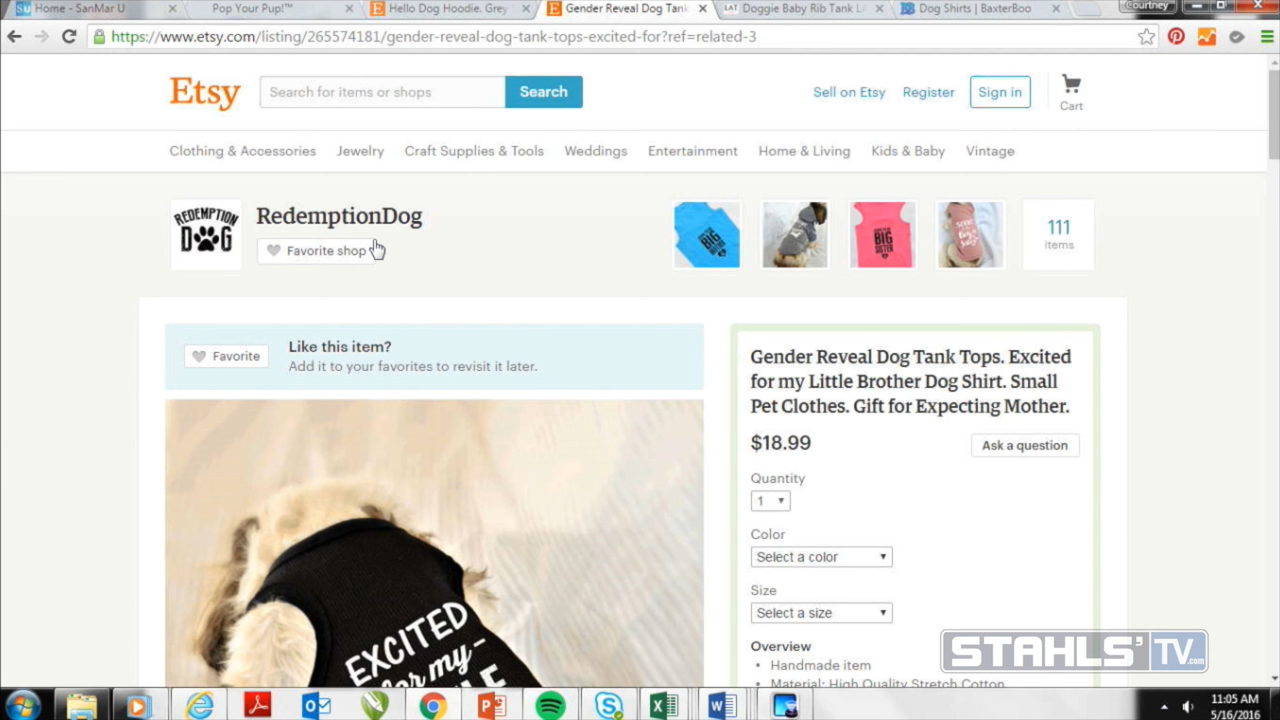 Home - SanMar U
Pop Your Pup!™
Hello Dog Hoodie. Grey
Gender Reveal Dog Tank
LAT Doggie Baby Rib Tank L
Dog Shirts | BaxterBoo
Courtney
https://www.etsy.com/listing/265574181/gender-reveal-dog-tank-tops-excited-for?ref=related-3
Etsy
Search for items or shops
Search
Sell on Etsy
Register
Sign in
Cart
Clothing & Accessories
Jewelry
Craft Supplies & Tools
Weddings
Entertainment
Home & Living
Kids & Baby
Vintage
REDEMPTION
DOG
RedemptionDog
Favorite shop
BIG
BIG
SISTER
111
items
Favorite
Like this item?
Add it to your favorites to revisit it later.
Gender Reveal Dog Tank Tops. Excited
for my Little Brother Dog Shirt. Small
Pet Clothes. Gift for Expecting Mother.
$18.99
Ask a question
Quantity
1
Color
Select a color
Size
Select a size
Overview
• Handmade item
• Material: High Quality Stretch Cotton
EXCITED
for my
STAHLS' TV.com
11:05 AM
5/16/2016